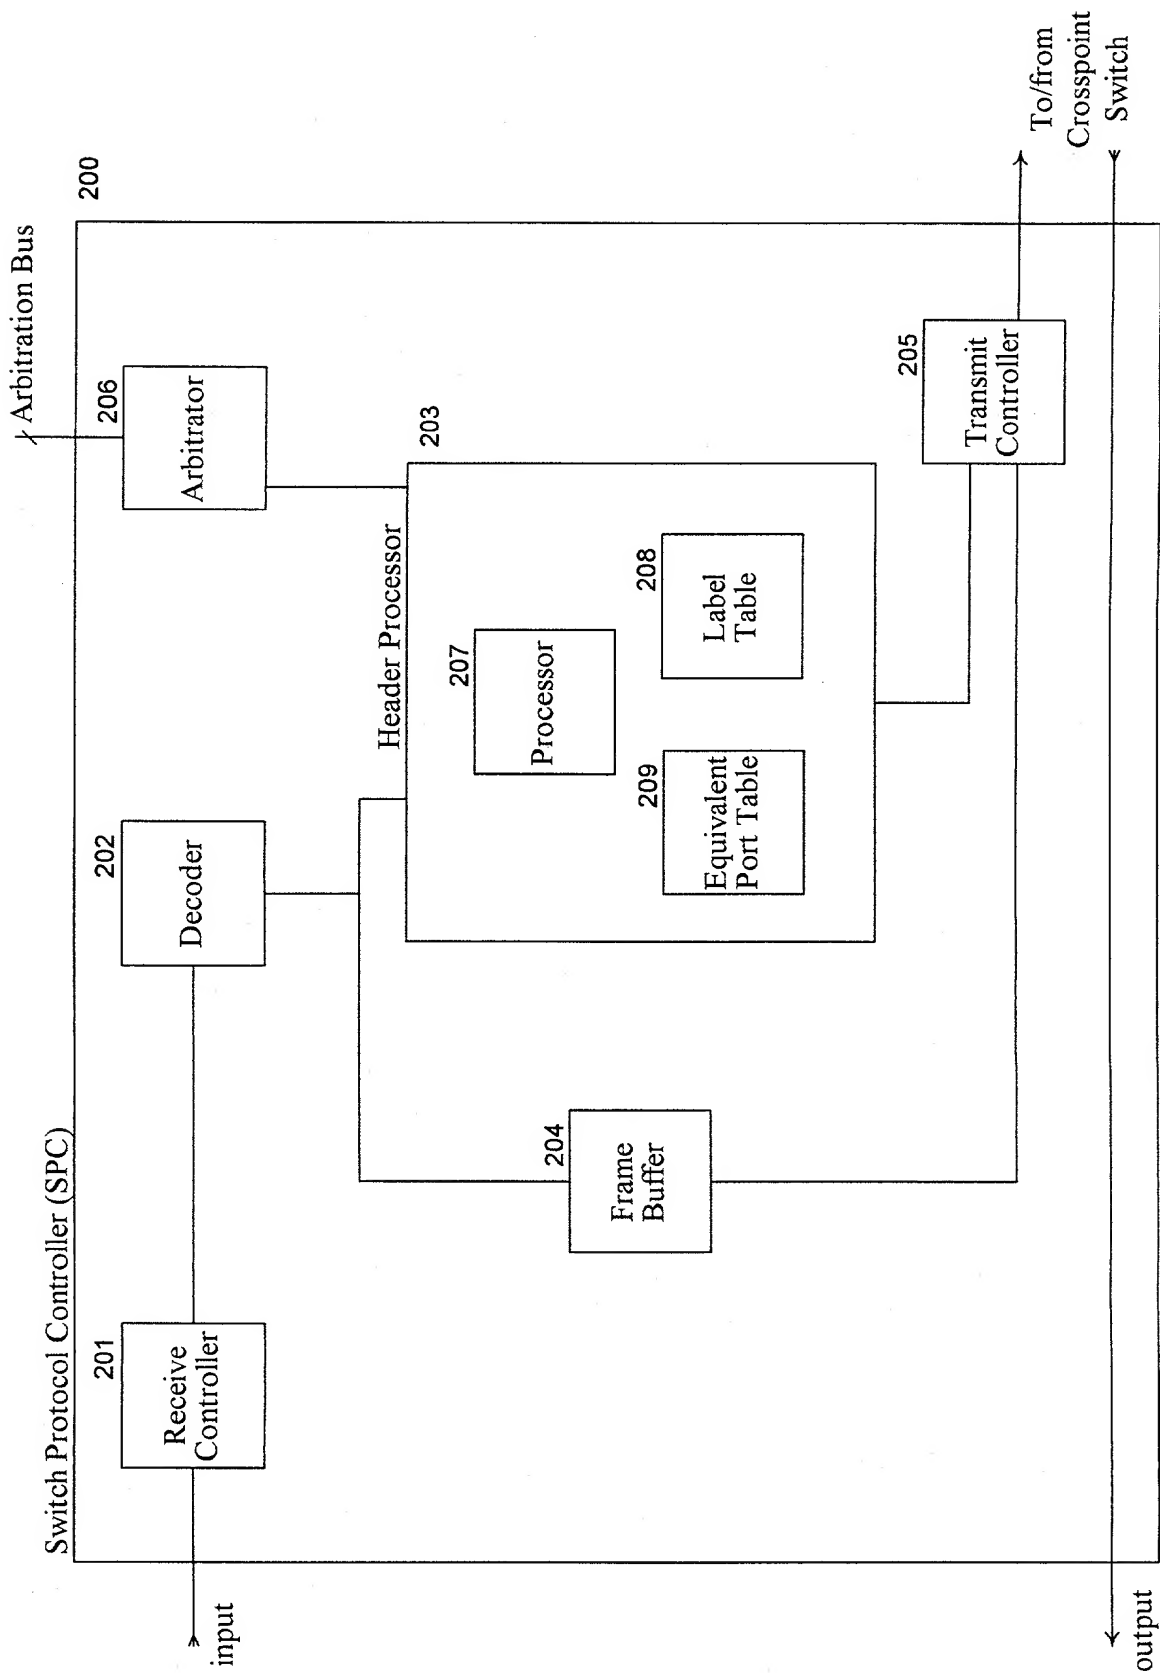 Switch Protocol Controller (SPC)
200
Arbitration Bus
input
201
Receive
Controller
202
Decoder
206
Arbitrator
Header Processor
203
207
Processor
209
Equivalent
Port Table
208
Label
Table
204
Frame
Buffer
205
Transmit
Controller
To/from
Crosspoint
Switch
output